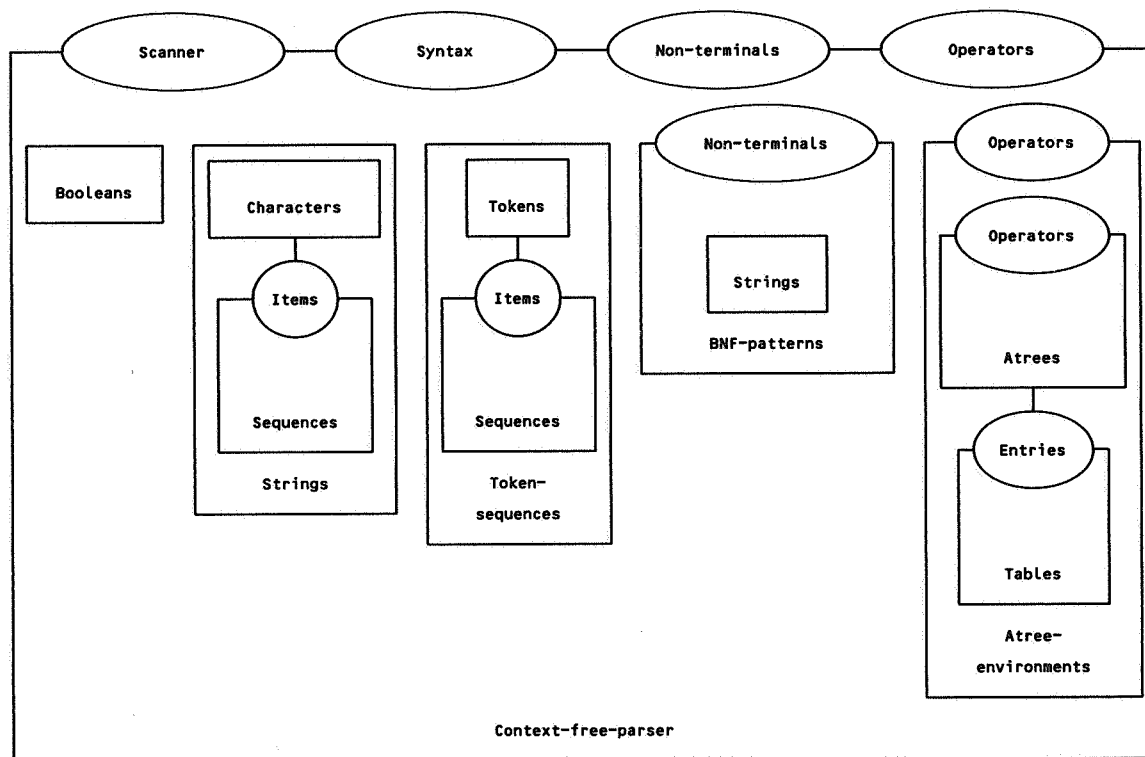 Scanner
Syntax
Non-terminals
Operators
Booleans
Characters
Items
Sequences
Strings
Tokens
Items
Sequences
Token-
sequences
Non-terminals
Strings
BNF-patterns
Operators
Operators
Atrees
Entries
Tables
Atree-
environments
Context-free-parser